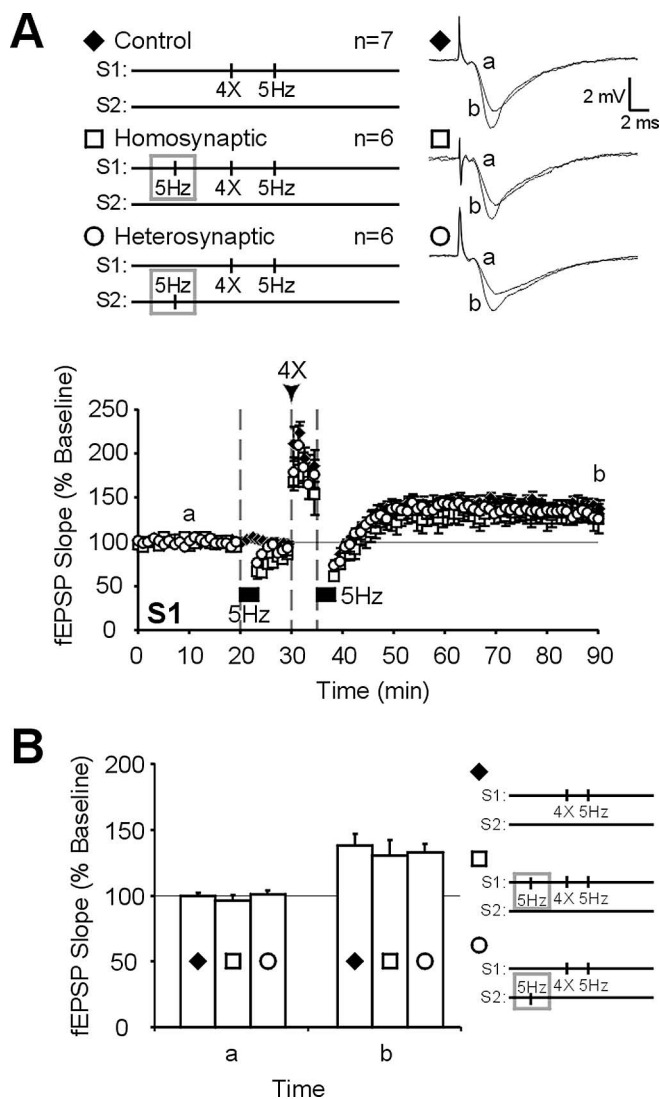 A
Control n=7
S1:
4X 5Hz
S2:
Homosynaptic n=6
S1:
5Hz 4X 5Hz
S2:
Heterosynaptic n=6
S1:
5Hz 4X 5Hz
S2:
a
b
2 mV
2 ms
a
b
a
b
4X
fEPSP Slope (% Baseline)
250
200
150
100
50
0
a
b
5Hz
5Hz
S1
0 10 20 30 40 50 60 70 80 90
Time (min)
B
fEPSP Slope (% Baseline)
200
150
100
50
0
a b
Time
S1:
4X 5Hz
S2:
S1:
5Hz 4X 5Hz
S2:
S1:
5Hz 4X 5Hz
S2: